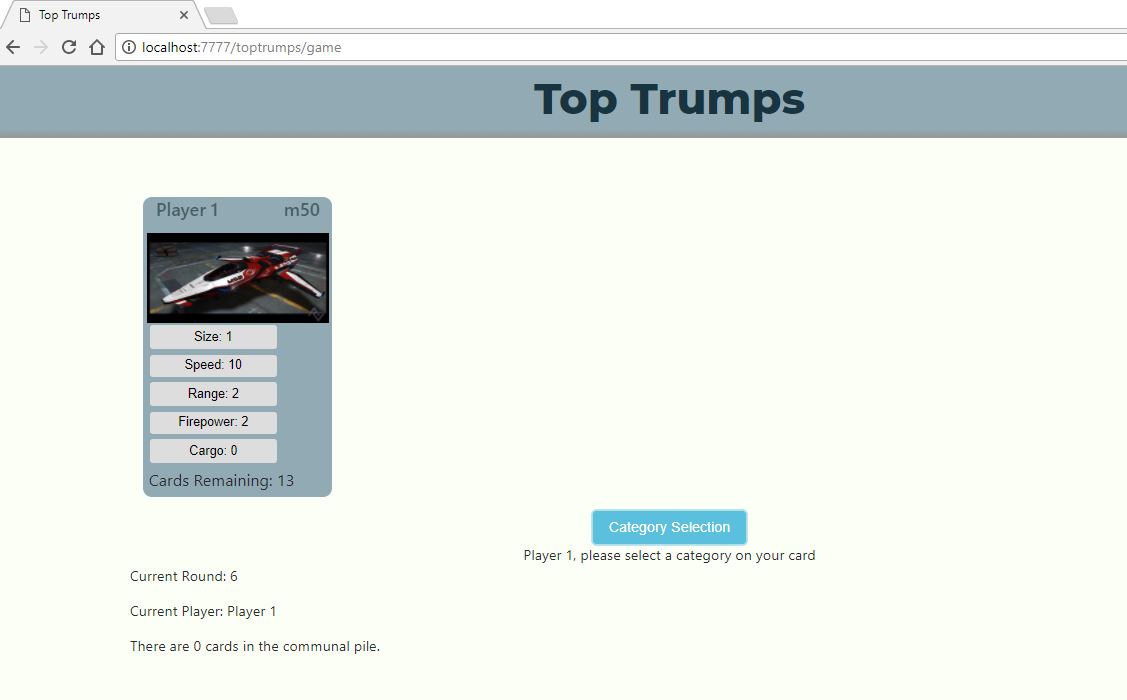 Top Trumps
localhost:7777/toptrumps/game
Top Trumps
Player 1 m50
Size: 1
Speed: 10
Range: 2
Firepower: 2
Cargo: 0
Cards Remaining: 13
Category Selection
Player 1, please select a category on your card
Current Round: 6
Current Player: Player 1
There are 0 cards in the communal pile.